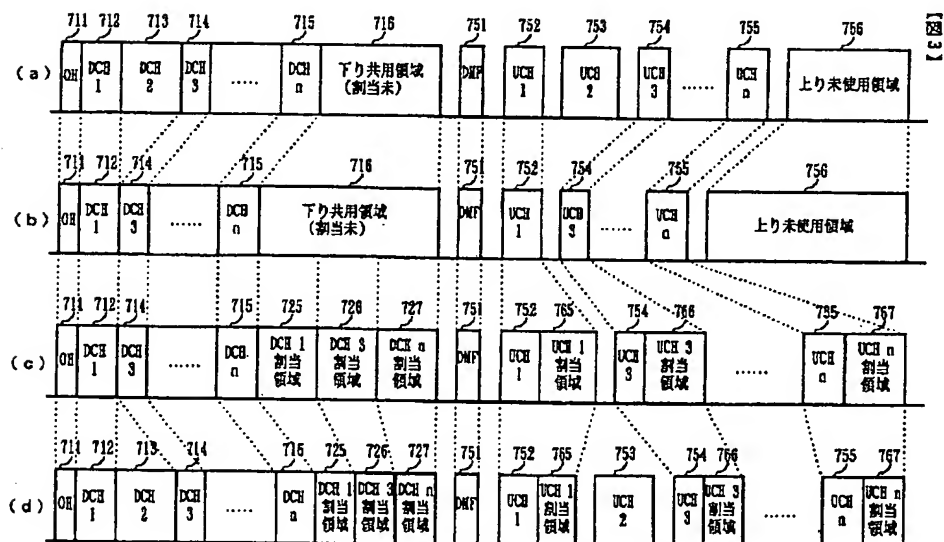 【図3】
711 712 713 714 715 716 751 752 753 754 755 756
(a) OH DCH 1 DCH 2 DCH 3 …… DCH n 下り共用領域 (割当未) DMF UCH 1 UCH 2 UCH 3 …… UCH n 上り未使用領域
711 712 714 715 716 751 752 754 755 756
(b) OH DCH 1 DCH 3 …… DCH n 下り共用領域 (割当未) DMF UCH 1 UCH 3 …… UCH n 上り未使用領域
711 712 714 715 725 726 727 751 752 765 754 766 735 767
(c) OH DCH 1 DCH 3 …… DCH n DCH 1 割当領域 DCH 3 割当領域 DCH n 割当領域 DMF UCH 1 UCH 1 割当領域 UCH 3 UCH 3 割当領域 …… UCH n UCH n 割当領域
711 712 713 714 716 725 726 727 751 752 765 753 754 766 755 767
(d) OH DCH 1 DCH 2 DCH 3 …… DCH n DCH 1 割当領域 DCH 3 割当領域 DCH n 割当領域 DMF UCH 1 UCH 1 割当領域 UCH 2 UCH 3 UCH 3 割当領域 …… UCH n UCH n 割当領域